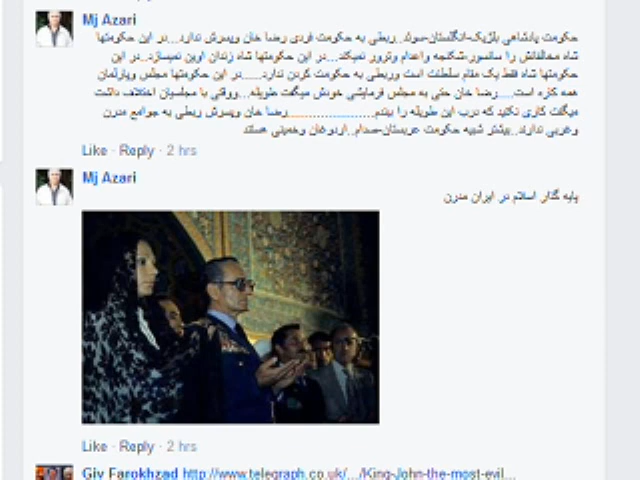 Mj Azari
حکومت پادشاهی بلژیک-انگلستان-سوئد..ربطی به حکومت فردی رضا خان وپسرش ندارد...در این حکومتها
شاه مخالفانش را سانسور-شکنجه واعدام وترور نمیکند...در این حکومتها شاه زندان اوین نمیسازد..در این
حکومتها شاه فقط یک مقام سلطنت است وربطی به حکومت کردن ندارد.....در این حکومتها مجلس وپارلمان
همه کاره است....رضا خان حتی به مجلس فرمایشی خودش میگفت طویله...ووقتی با مجلسیان اختلاف داشت
میگفت کاری نکنید که درب این طویله را ببندم......................رضا خان وپسرش ربطی به جوامع مدرن
وغربی ندارند..بیشتر شبیه حکومت عربستان-صدام..اردوغان وخمینی هستند
Like · Reply · 2 hrs
Mj Azari
پایه گذار اسلام در ایران مدرن
Like · Reply · 2 hrs
Giv Farokhzad http://www.telegraph.co.uk/.../King-John-the-most-evil...